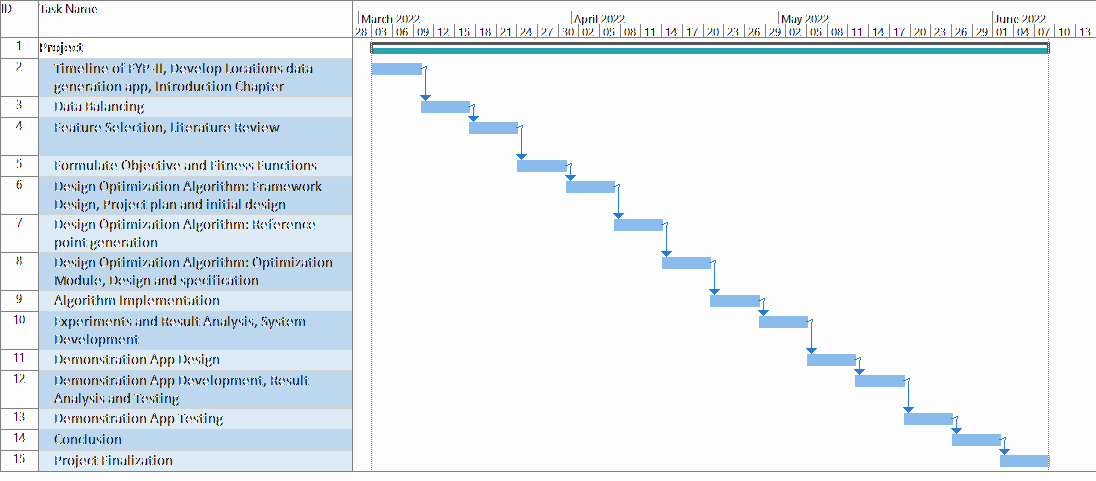 ID Task Name
March 2022 April 2022 May 2022 June 2022
28 03 06 09 12 15 18 21 24 27 30 02 05 08 11 14 17 20 23 26 29 02 05 08 11 14 17 20 23 26 29 01 04 07 10 13
1 Project
2 Timeline of FYP-II, Develop Locations data
generation app, Introduction Chapter
3 Data Balancing
4 Feature Selection, Literature Review
5 Formulate Objective and Fitness Functions
6 Design Optimization Algorithm: Framework
Design, Project plan and initial design
7 Design Optimization Algorithm: Reference
point generation
8 Design Optimization Algorithm: Optimization
Module, Design and specification
9 Algorithm Implementation
10 Experiments and Result Analysis, System
Development
11 Demonstration App Design
12 Demonstration App Development, Result
Analysis and Testing
13 Demonstration App Testing
14 Conclusion
15 Project Finalization